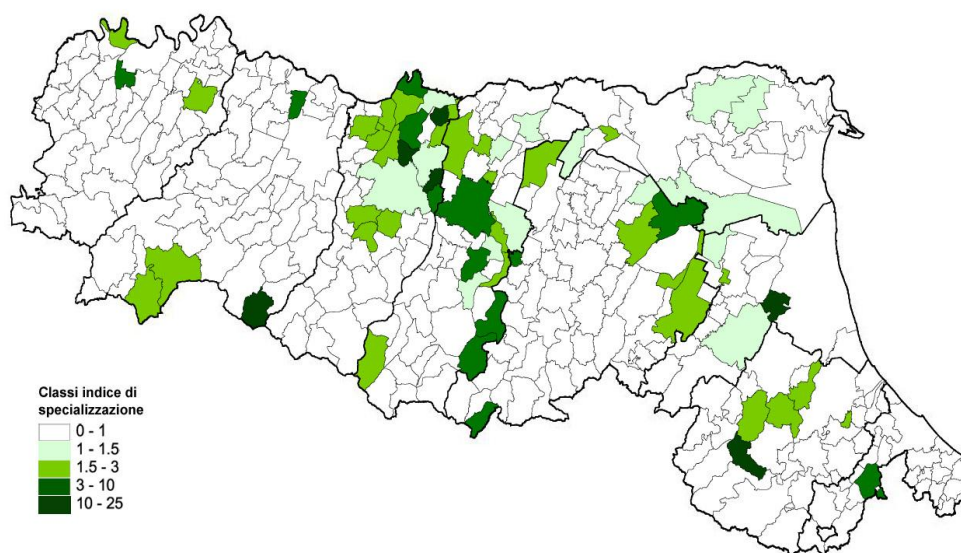 Classi indice di
specializzazione
0 - 1
1 - 1.5
1.5 - 3
3 - 10
10 - 25